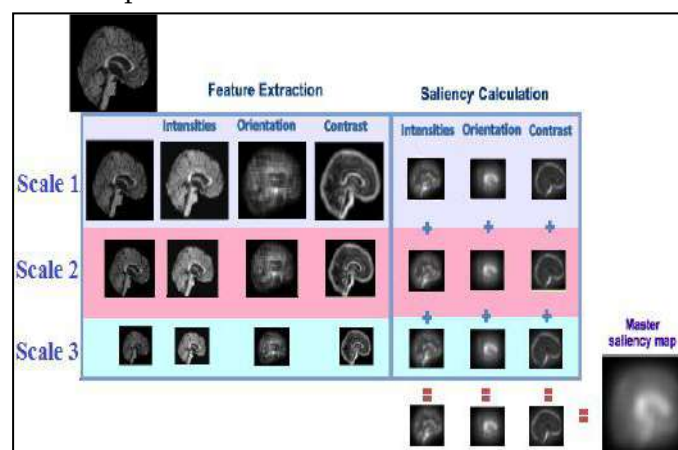 Feature Extraction
Saliency Calculation
Intensities Orientation Contrast
Intensities Orientation Contrast
Scale 1
+ + +
Scale 2
+ + +
Scale 3
Master
saliency map
= = =
=